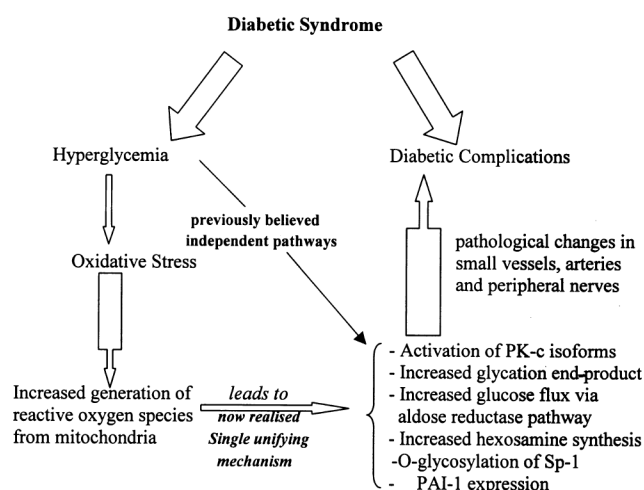 Diabetic Syndrome
Hyperglycemia
Diabetic Complications
previously believed
independent pathways
Oxidative Stress
pathological changes in
small vessels, arteries
and peripheral nerves
Increased generation of
reactive oxygen species
from mitochondria
leads to
now realised
Single unifying
mechanism
- Activation of PK-c isoforms
- Increased glycation end-product
- Increased glucose flux via
aldose reductase pathway
- Increased hexosamine synthesis
-O-glycosylation of Sp-1
- PAI-1 expression